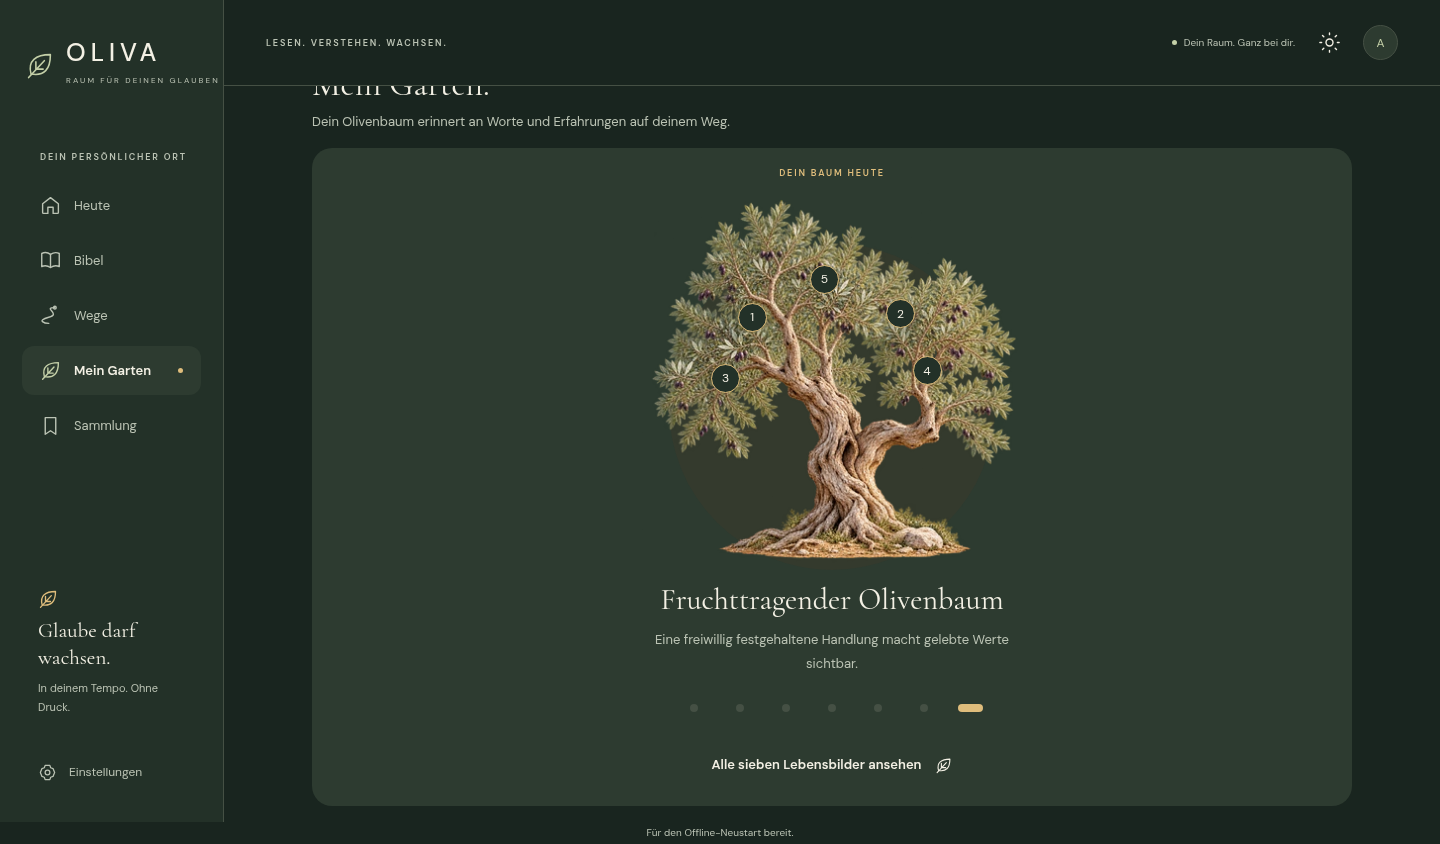 OLIVA
RAUM FÜR DEINEN GLAUBEN
DEIN PERSÖNLICHER ORT
Heute
Bibel
Wege
Mein Garten
Sammlung
Glaube darf
wachsen.
In deinem Tempo. Ohne
Druck.
Einstellungen
LESEN. VERSTEHEN. WACHSEN.
Dein Raum. Ganz bei dir.
A
Mein Garten.
Dein Olivenbaum erinnert an Worte und Erfahrungen auf deinem Weg.
DEIN BAUM HEUTE
5
1
2
4
3
Fruchttragender Olivenbaum
Eine freiwillig festgehaltene Handlung macht gelebte Werte
sichtbar.
Alle sieben Lebensbilder ansehen
Für den Offline-Neustart bereit.